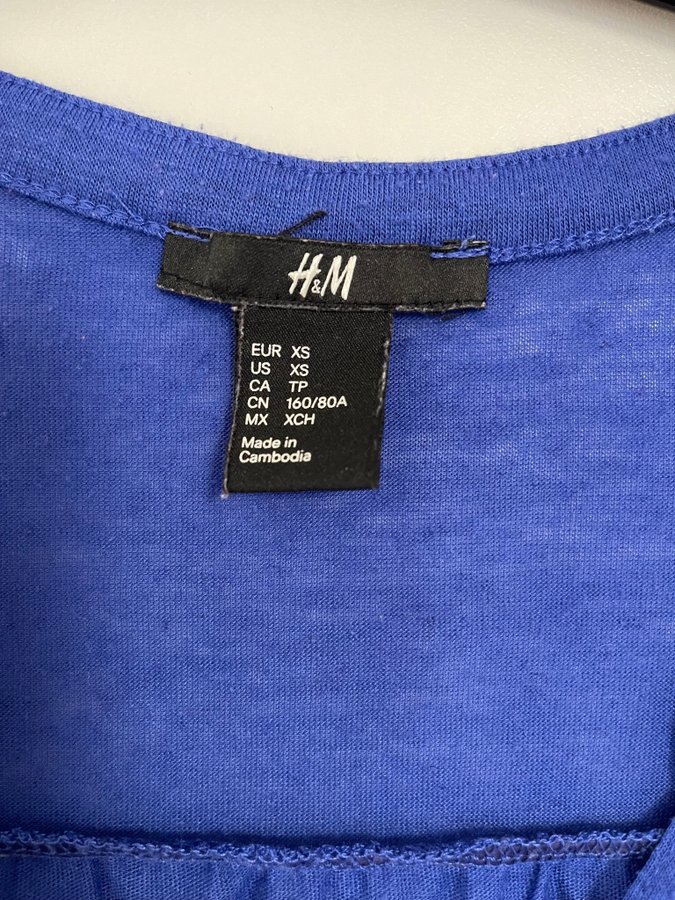 H&M
EUR XS
US XS
CA TP
CN 160/80A
MX XCH
Made in
Cambodia